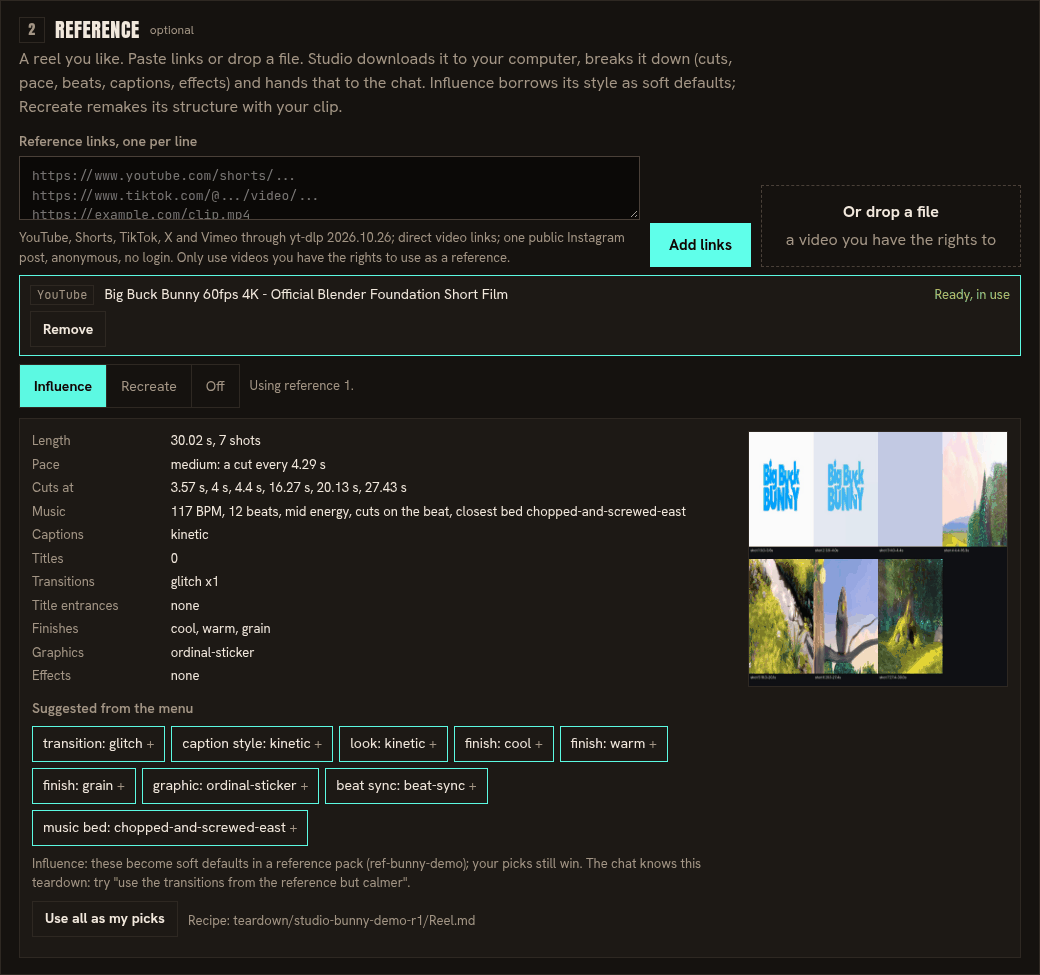 2 REFERENCE optional
A reel you like. Paste links or drop a file. Studio downloads it to your computer, breaks it down (cuts,
pace, beats, captions, effects) and hands that to the chat. Influence borrows its style as soft defaults;
Recreate remakes its structure with your clip.
Reference links, one per line
https://www.youtube.com/shorts/...
https://www.tiktok.com/@.../video/...
https://example.com/clip.mp4
YouTube, Shorts, TikTok, X and Vimeo through yt-dlp 2026.10.26; direct video links; one public Instagram
post, anonymous, no login. Only use videos you have the rights to use as a reference.
Add links
Or drop a file
a video you have the rights to
YouTube Big Buck Bunny 60fps 4K - Official Blender Foundation Short Film Ready, in use
Remove
Influence Recreate Off Using reference 1.
Length 30.02 s, 7 shots
Pace medium: a cut every 4.29 s
Cuts at 3.57 s, 4 s, 4.4 s, 16.27 s, 20.13 s, 27.43 s
Music 117 BPM, 12 beats, mid energy, cuts on the beat, closest bed chopped-and-screwed-east
Captions kinetic
Titles 0
Transitions glitch x1
Title entrances none
Finishes cool, warm, grain
Graphics ordinal-sticker
Effects none
Big Buck
BUNNY
Big Buck
BUNNY
Suggested from the menu
transition: glitch + caption style: kinetic + look: kinetic + finish: cool + finish: warm +
finish: grain + graphic: ordinal-sticker + beat sync: beat-sync +
music bed: chopped-and-screwed-east +
Influence: these become soft defaults in a reference pack (ref-bunny-demo); your picks still win. The chat knows this
teardown: try "use the transitions from the reference but calmer".
Use all as my picks Recipe: teardown/studio-bunny-demo-r1/Reel.md